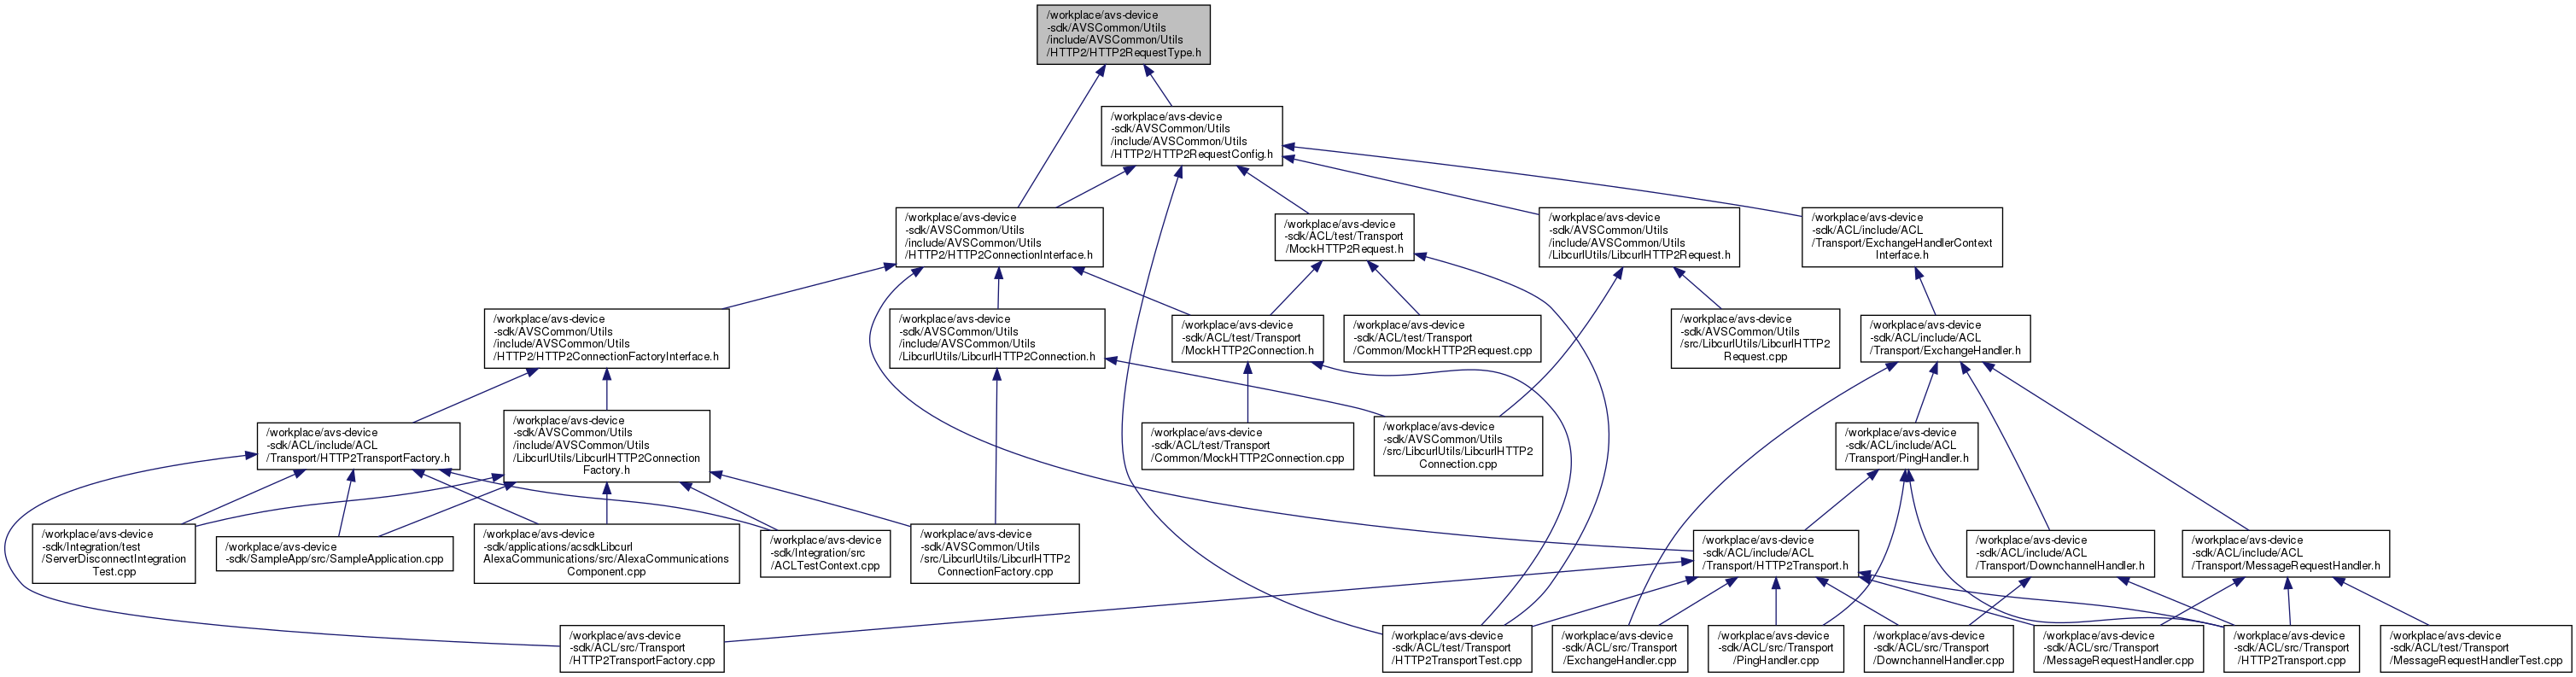 /workplace/avs-device
-sdk/AVSCommon/Utils
/include/AVSCommon/Utils
/HTTP2/HTTP2RequestType.h
/workplace/avs-device
-sdk/AVSCommon/Utils
/include/AVSCommon/Utils
/HTTP2/HTTP2RequestConfig.h
/workplace/avs-device
-sdk/AVSCommon/Utils
/include/AVSCommon/Utils
/HTTP2/HTTP2ConnectionInterface.h
/workplace/avs-device
-sdk/ACL/test/Transport
/MockHTTP2Request.h
/workplace/avs-device
-sdk/AVSCommon/Utils
/include/AVSCommon/Utils
/LibcurlUtils/LibcurlHTTP2Request.h
/workplace/avs-device
-sdk/ACL/include/ACL
/Transport/ExchangeHandlerContext
Interface.h
/workplace/avs-device
-sdk/AVSCommon/Utils
/include/AVSCommon/Utils
/HTTP2/HTTP2ConnectionFactoryInterface.h
/workplace/avs-device
-sdk/AVSCommon/Utils
/include/AVSCommon/Utils
/LibcurlUtils/LibcurlHTTP2Connection.h
/workplace/avs-device
-sdk/ACL/test/Transport
/MockHTTP2Connection.h
/workplace/avs-device
-sdk/ACL/test/Transport
/Common/MockHTTP2Request.cpp
/workplace/avs-device
-sdk/AVSCommon/Utils
/src/LibcurlUtils/LibcurlHTTP2
Request.cpp
/workplace/avs-device
-sdk/ACL/include/ACL
/Transport/ExchangeHandler.h
/workplace/avs-device
-sdk/ACL/include/ACL
/Transport/HTTP2TransportFactory.h
/workplace/avs-device
-sdk/AVSCommon/Utils
/include/AVSCommon/Utils
/LibcurlUtils/LibcurlHTTP2Connection
Factory.h
/workplace/avs-device
-sdk/ACL/test/Transport
/Common/MockHTTP2Connection.cpp
/workplace/avs-device
-sdk/AVSCommon/Utils
/src/LibcurlUtils/LibcurlHTTP2
Connection.cpp
/workplace/avs-device
-sdk/ACL/include/ACL
/Transport/PingHandler.h
/workplace/avs-device
-sdk/Integration/test
/ServerDisconnectIntegration
Test.cpp
/workplace/avs-device
-sdk/SampleApp/src/SampleApplication.cpp
/workplace/avs-device
-sdk/applications/acsdkLibcurl
AlexaCommunications/src/AlexaCommunications
Component.cpp
/workplace/avs-device
-sdk/Integration/src
/ACLTestContext.cpp
/workplace/avs-device
-sdk/AVSCommon/Utils
/src/LibcurlUtils/LibcurlHTTP2
ConnectionFactory.cpp
/workplace/avs-device
-sdk/ACL/include/ACL
/Transport/HTTP2Transport.h
/workplace/avs-device
-sdk/ACL/include/ACL
/Transport/DownchannelHandler.h
/workplace/avs-device
-sdk/ACL/include/ACL
/Transport/MessageRequestHandler.h
/workplace/avs-device
-sdk/ACL/src/Transport
/HTTP2TransportFactory.cpp
/workplace/avs-device
-sdk/ACL/test/Transport
/HTTP2TransportTest.cpp
/workplace/avs-device
-sdk/ACL/src/Transport
/ExchangeHandler.cpp
/workplace/avs-device
-sdk/ACL/src/Transport
/PingHandler.cpp
/workplace/avs-device
-sdk/ACL/src/Transport
/DownchannelHandler.cpp
/workplace/avs-device
-sdk/ACL/src/Transport
/MessageRequestHandler.cpp
/workplace/avs-device
-sdk/ACL/src/Transport
/HTTP2Transport.cpp
/workplace/avs-device
-sdk/ACL/test/Transport
/MessageRequestHandlerTest.cpp